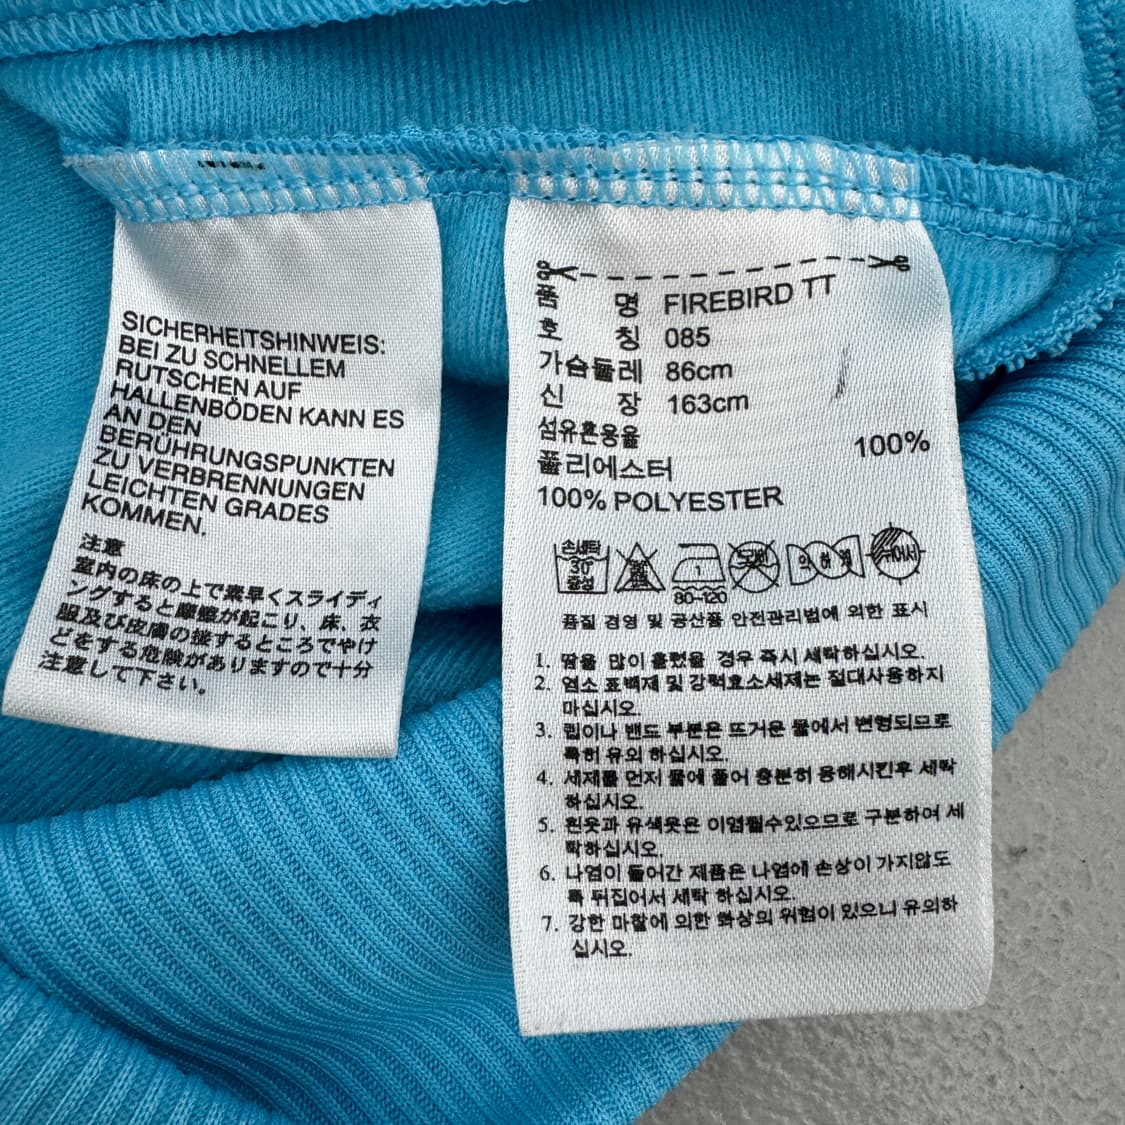 SICHERHEITSHINWEIS:
BEI ZU SCHNELLEM
RUTSCHEN AUF
HALLENBÖDEN KANN ES
AN DEN
BERÜHRUNGSPUNKTEN
ZU VERBRENNUNGEN
LEICHTEN GRADES
KOMMEN.
注意
室内の床の上で素早くスライディ
ングすると摩擦が起こり、床、衣
服及び皮膚の接するところでやけ
どをする危険がありますので十分
注意して下さい。
품 명 FIREBIRD TT
호 칭 085
가슴둘레 86cm
신 장 163cm
섬유혼용율
폴리에스터 100%
100% POLYESTER
손세탁
30°
중성
1
80~120
드라이
약하게
뉘어서
품질 경영 및 공산품 안전관리법에 의한 표시
1. 땀을 많이 흘렸을 경우 즉시 세탁하십시오.
2. 염소 표백제 및 강력효소세제는 절대사용하지
마십시오.
3. 립이나 밴드 부분은 뜨거운 물에서 변형되므로
특히 유의 하십시오.
4. 세제를 먼저 물에 풀어 충분히 용해시킨후 세탁
하십시오.
5. 흰옷과 유색옷은 이염될수있으므로 구분하여 세
탁하십시오.
6. 나염이 들어간 제품은 나염에 손상이 가지않도
록 뒤집어서 세탁 하십시오.
7. 강한 마찰에 의한 화상의 위험이 있으니 유의하
십시오.